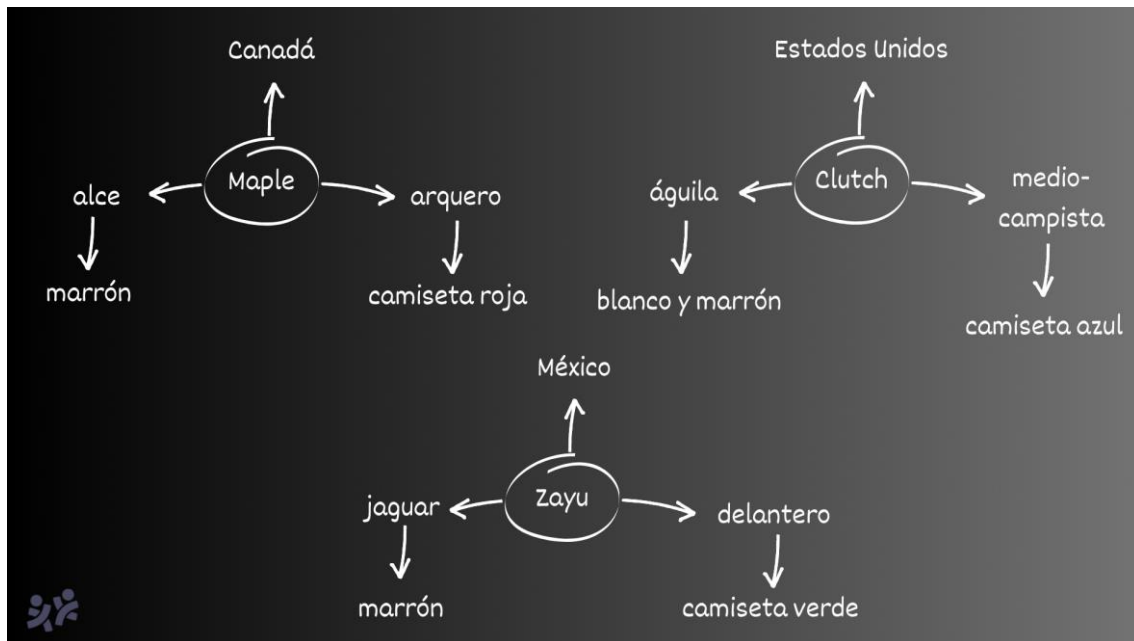 Canadá
Maple
alce
arquero
marrón
camiseta roja
Estados Unidos
Clutch
águila
medio-
campista
blanco y marrón
camiseta azul
México
Zayu
jaguar
delantero
marrón
camiseta verde